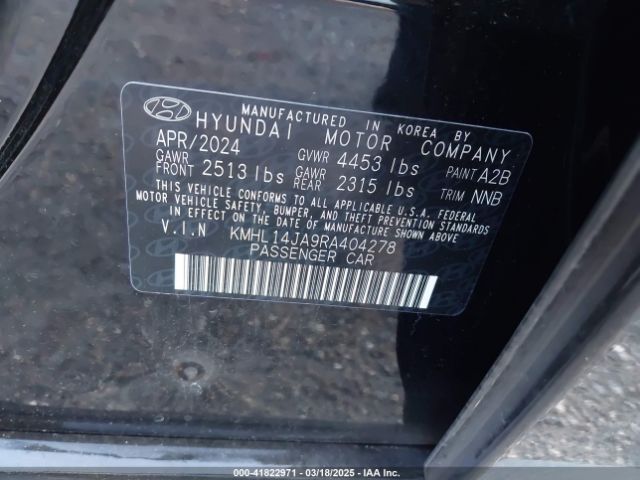 MANUFACTURED IN KOREA BY
HYUNDAI MOTOR COMPANY
APR/2024 GVWR 4453 lbs PAINT A2B
GAWR FRONT 2513 lbs GAWR REAR 2315 lbs TRIM NNB
THIS VEHICLE CONFORMS TO ALL APPLICABLE U.S.A. FEDERAL
MOTOR VEHICLE SAFETY, BUMPER, AND THEFT PREVENTION STANDARDS
IN EFFECT ON THE DATE OF MANUFACTURE SHOWN ABOVE.
V.I.N KMHL14JA9RA404278
PASSENGER CAR
000-41822971 - 03/18/2025 - IAA Inc.